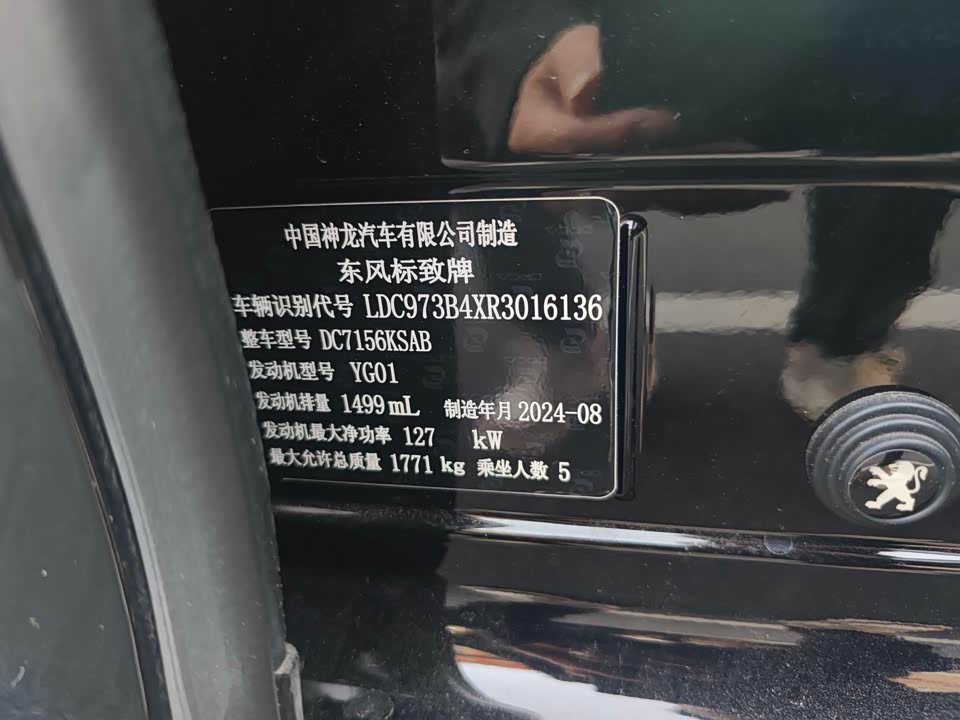 中国神龙汽车有限公司制造
东风标致牌
车辆识别代号 LDC973B4XR3016136
整车型号 DC7156KSAB
发动机型号 YG01
发动机排量 1499mL 制造年月 2024-08
发动机最大净功率 127 kW
最大允许总质量 1771kg 乘坐人数 5